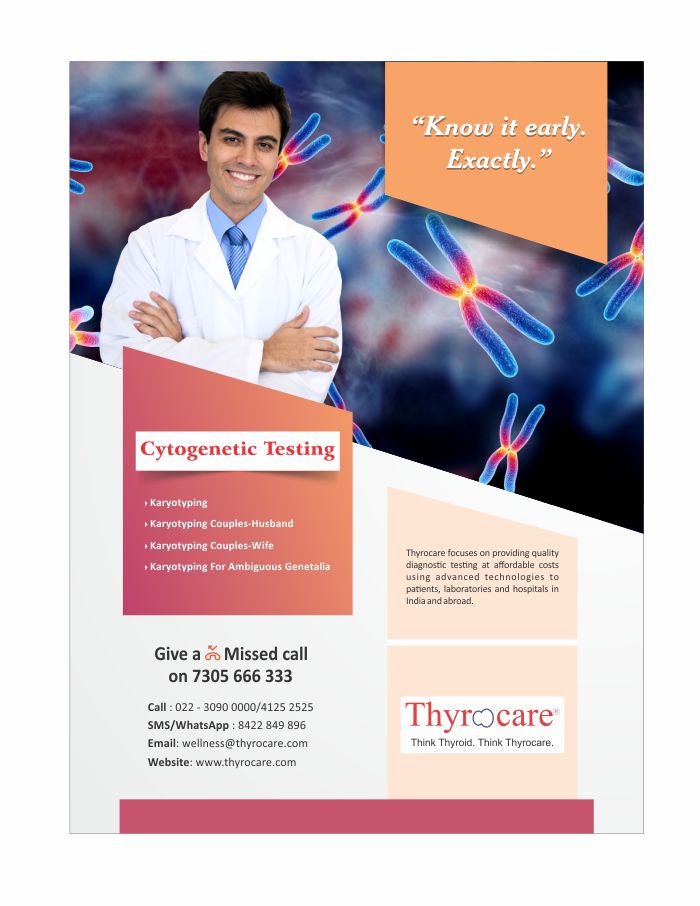 “Know it early.
Exactly.”
Cytogenetic Testing
Karyotyping
Karyotyping Couples-Husband
Karyotyping Couples-Wife
Karyotyping For Ambiguous Genetalia
Thyrocare focuses on providing quality
diagnostic testing at affordable costs
using advanced technologies to
patients, laboratories and hospitals in
India and abroad.
Give a Missed call
on 7305 666 333
Call : 022 - 3090 0000/4125 2525
SMS/WhatsApp : 8422 849 896
Email: wellness@thyrocare.com
Website: www.thyrocare.com
Thyrocare®
Think Thyroid. Think Thyrocare.